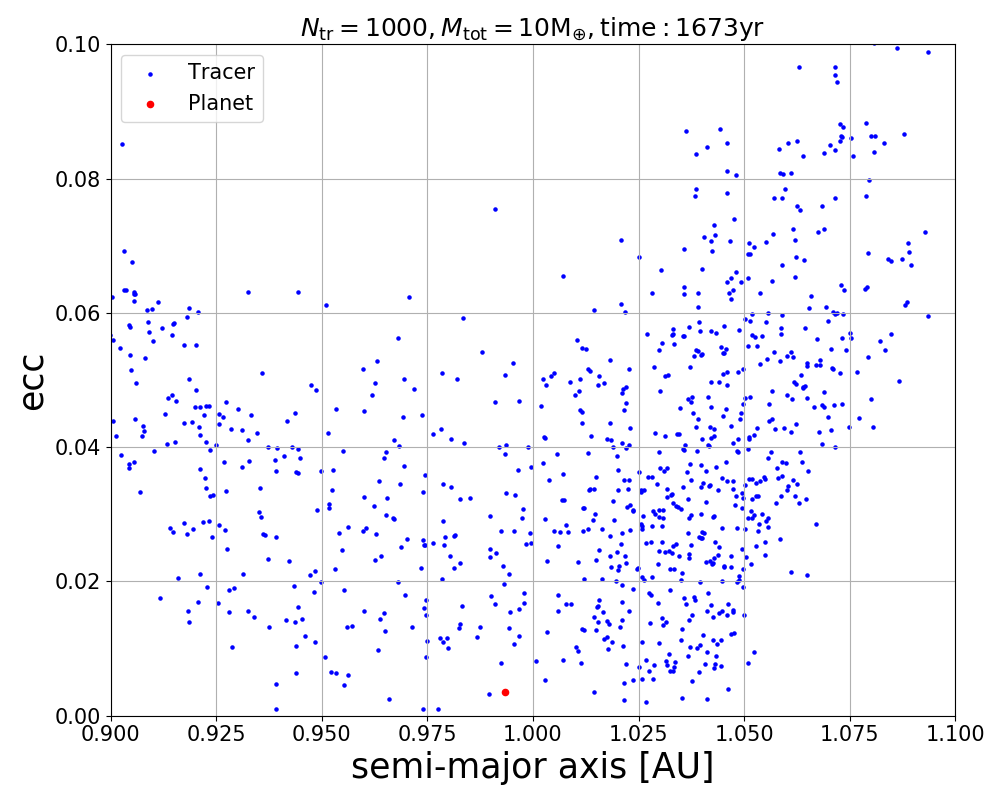 N_tr = 1000, M_tot = 10M_⊕, time : 1673yr
Tracer
Planet
ecc
0.10
0.08
0.06
0.04
0.02
0.00
0.900 0.925 0.950 0.975 1.000 1.025 1.050 1.075 1.100
semi-major axis [AU]